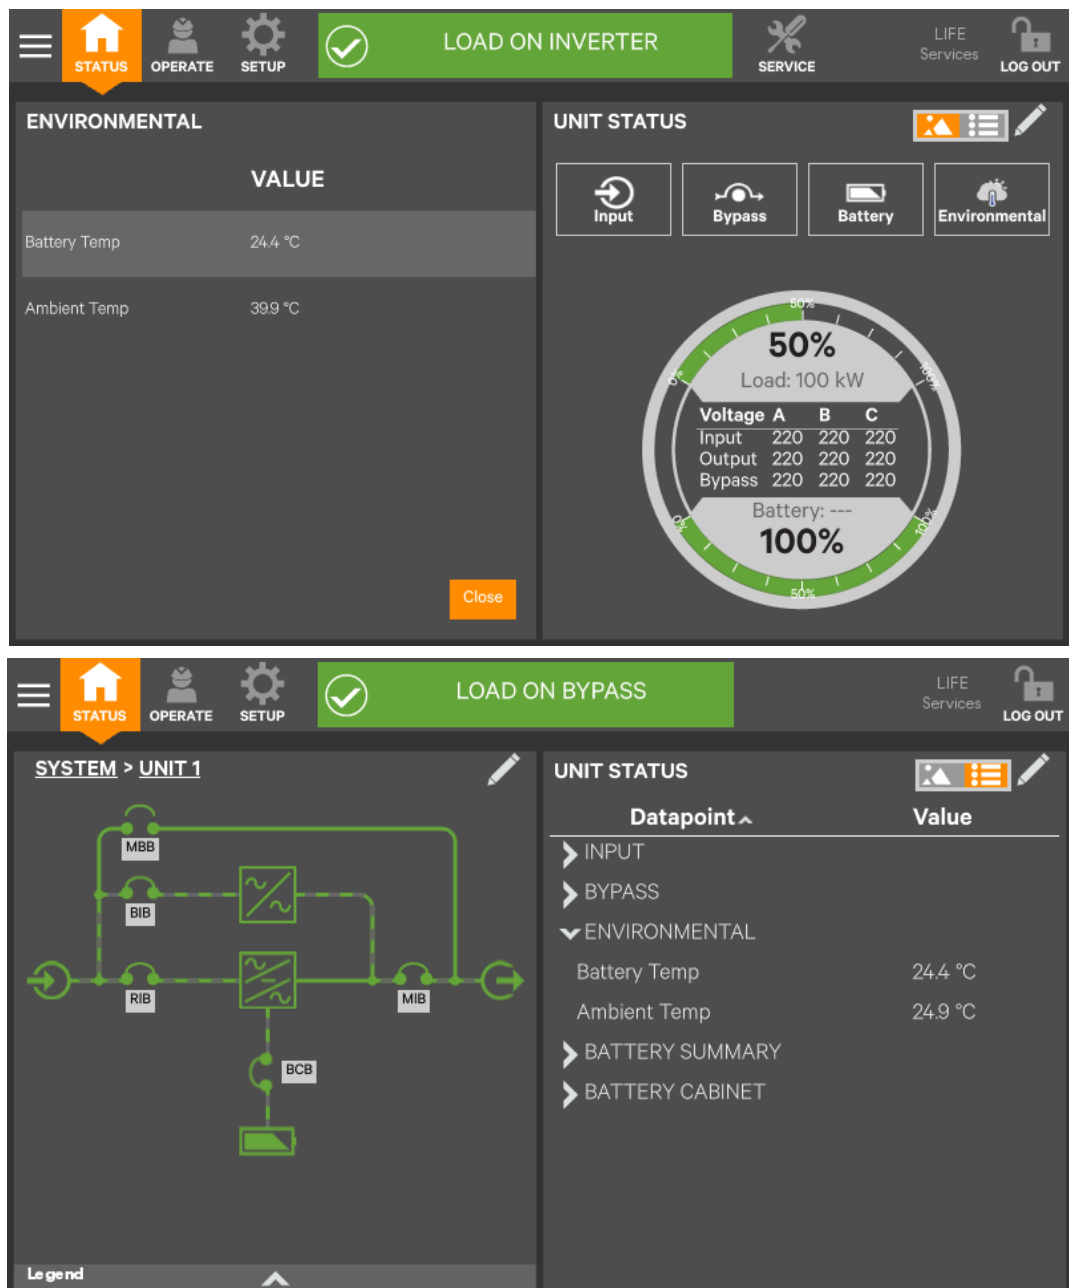 STATUS OPERATE SETUP LOAD ON INVERTER SERVICE LIFE Services LOG OUT
ENVIRONMENTAL
VALUE
Battery Temp 24.4 °C
Ambient Temp 39.9 °C
Close
UNIT STATUS
Input Bypass Battery Environmental
0% 50% 100%
50%
Load: 100 kW
Voltage A B C
Input 220 220 220
Output 220 220 220
Bypass 220 220 220
Battery: ---
100%
0% 50% 100%
STATUS OPERATE SETUP LOAD ON BYPASS LIFE Services LOG OUT
SYSTEM > UNIT 1
MBB
BIB
RIB
MIB
BCB
Legend
UNIT STATUS
Datapoint Value
INPUT
BYPASS
ENVIRONMENTAL
Battery Temp 24.4 °C
Ambient Temp 24.9 °C
BATTERY SUMMARY
BATTERY CABINET